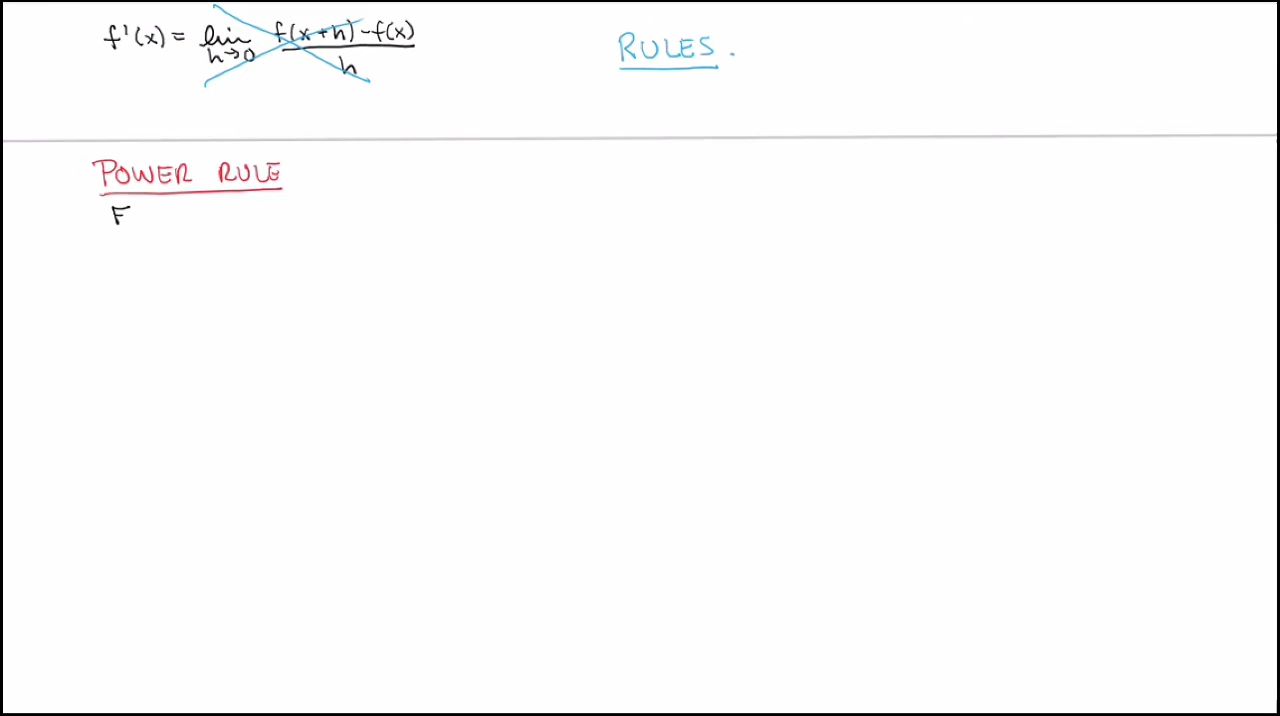 f'(x) = lim h→0 f(x+h)-f(x) / h
RULES.
POWER RULE
F